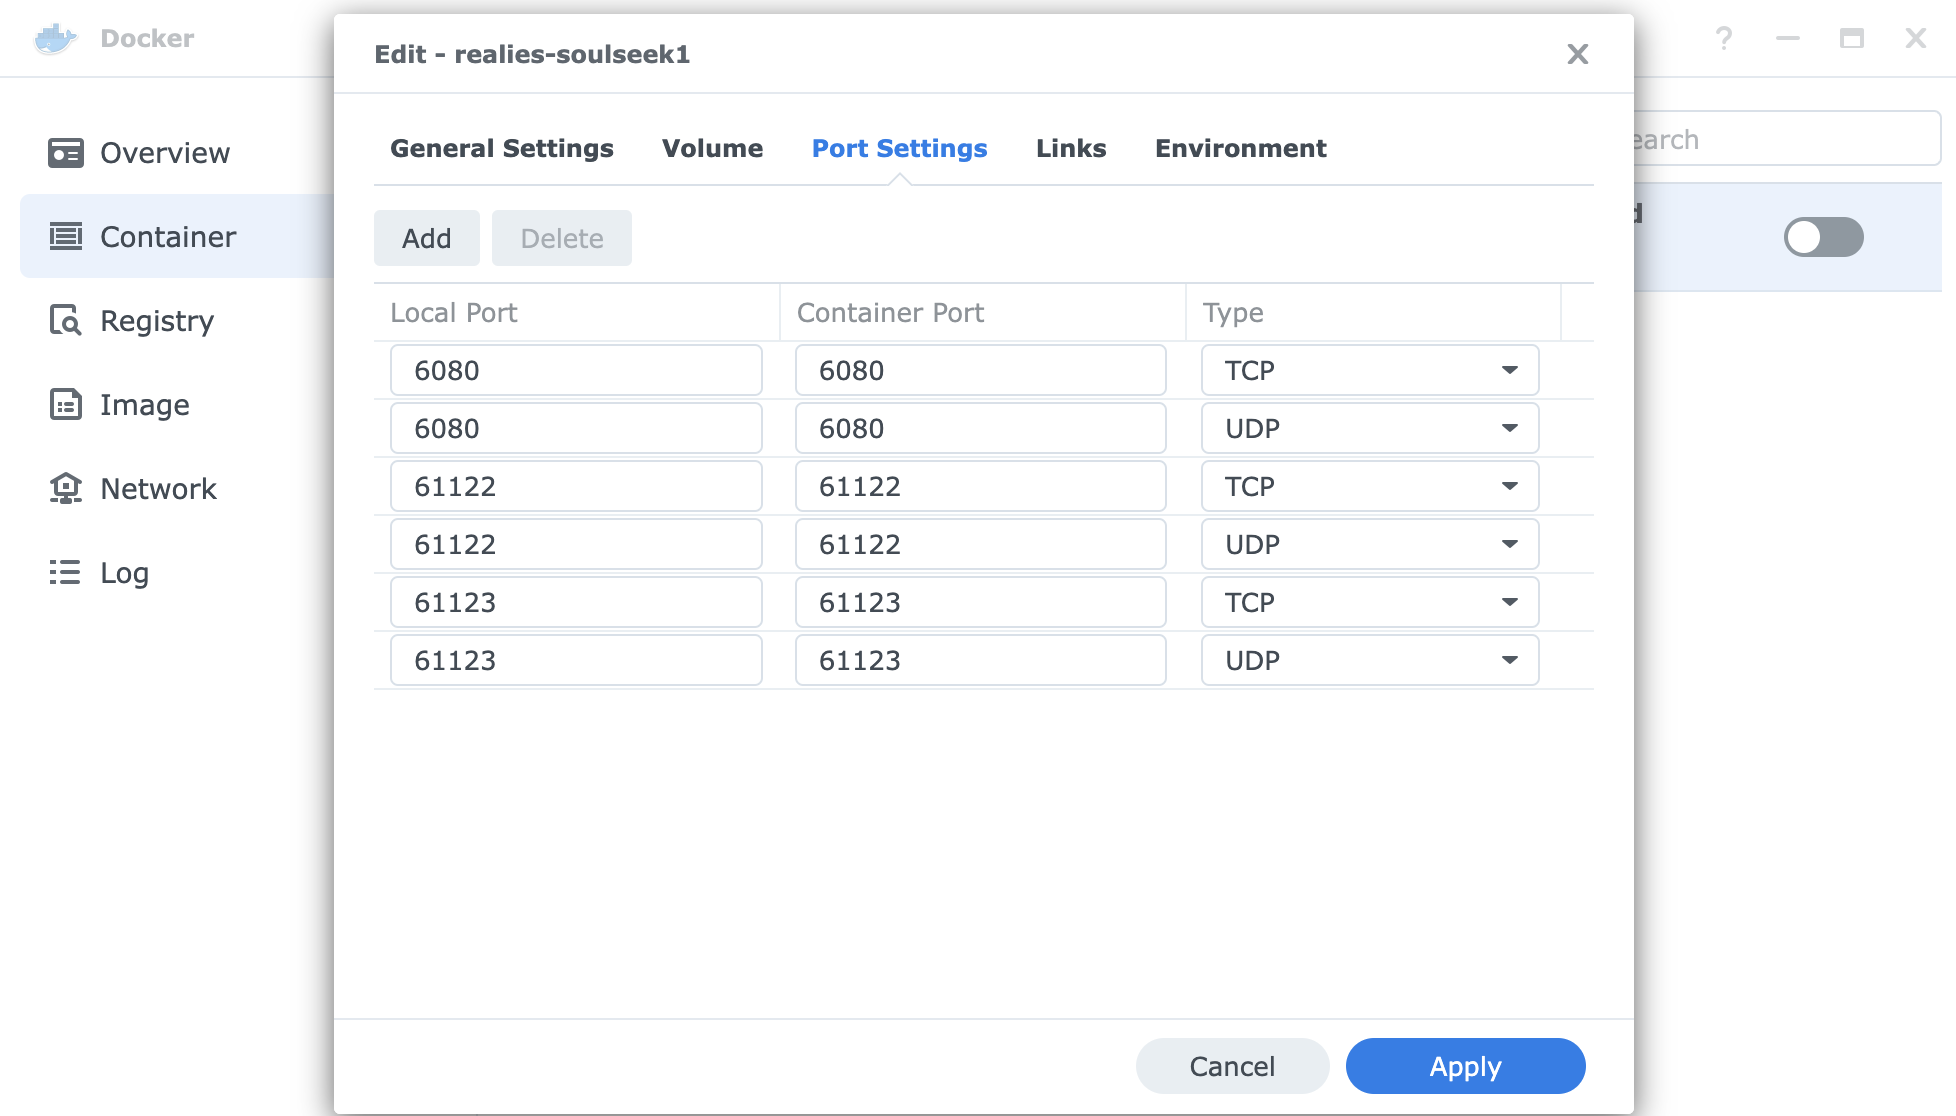 Docker
?
Overview
Container
Registry
Image
Network
Log
Edit - realies-soulseek1
General Settings Volume Port Settings Links Environment
Add Delete
Local Port Container Port Type
6080 6080 TCP
6080 6080 UDP
61122 61122 TCP
61122 61122 UDP
61123 61123 TCP
61123 61123 UDP
Cancel Apply
earch